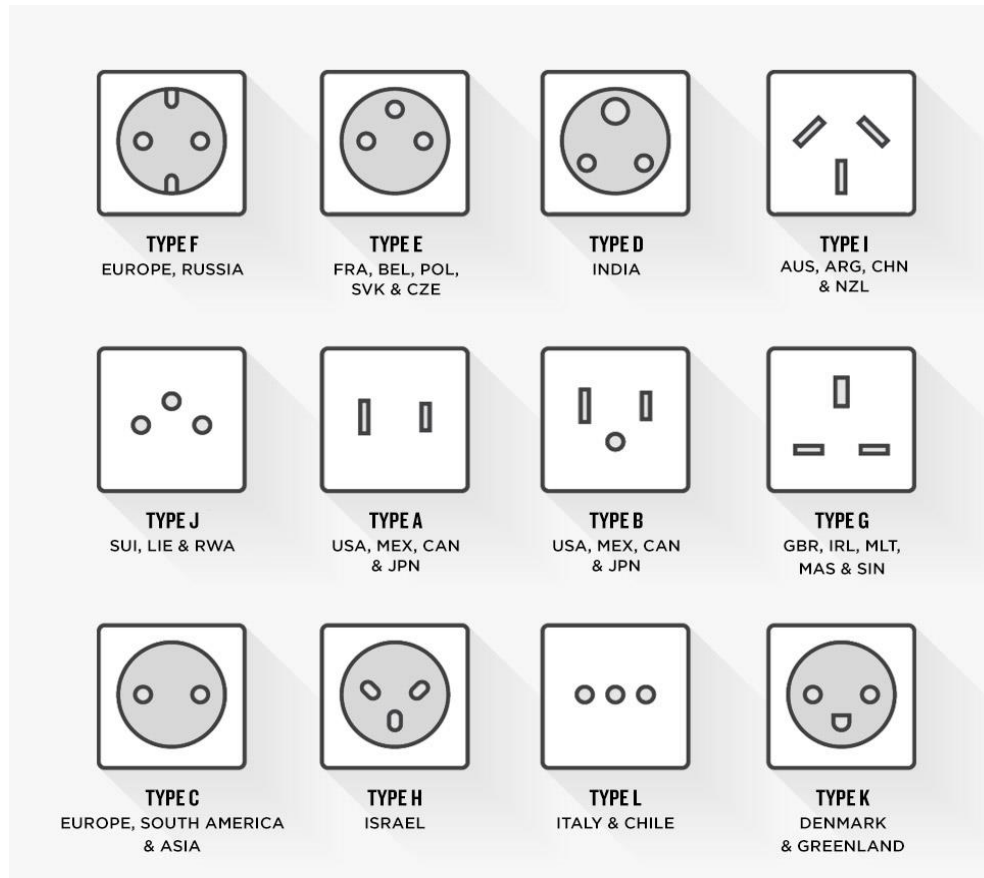 TYPE F
EUROPE, RUSSIA
TYPE E
FRA, BEL, POL,
SVK & CZE
TYPE D
INDIA
TYPE I
AUS, ARG, CHN
& NZL
TYPE J
SUI, LIE & RWA
TYPE A
USA, MEX, CAN
& JPN
TYPE B
USA, MEX, CAN
& JPN
TYPE G
GBR, IRL, MLT,
MAS & SIN
TYPE C
EUROPE, SOUTH AMERICA
& ASIA
TYPE H
ISRAEL
TYPE L
ITALY & CHILE
TYPE K
DENMARK
& GREENLAND